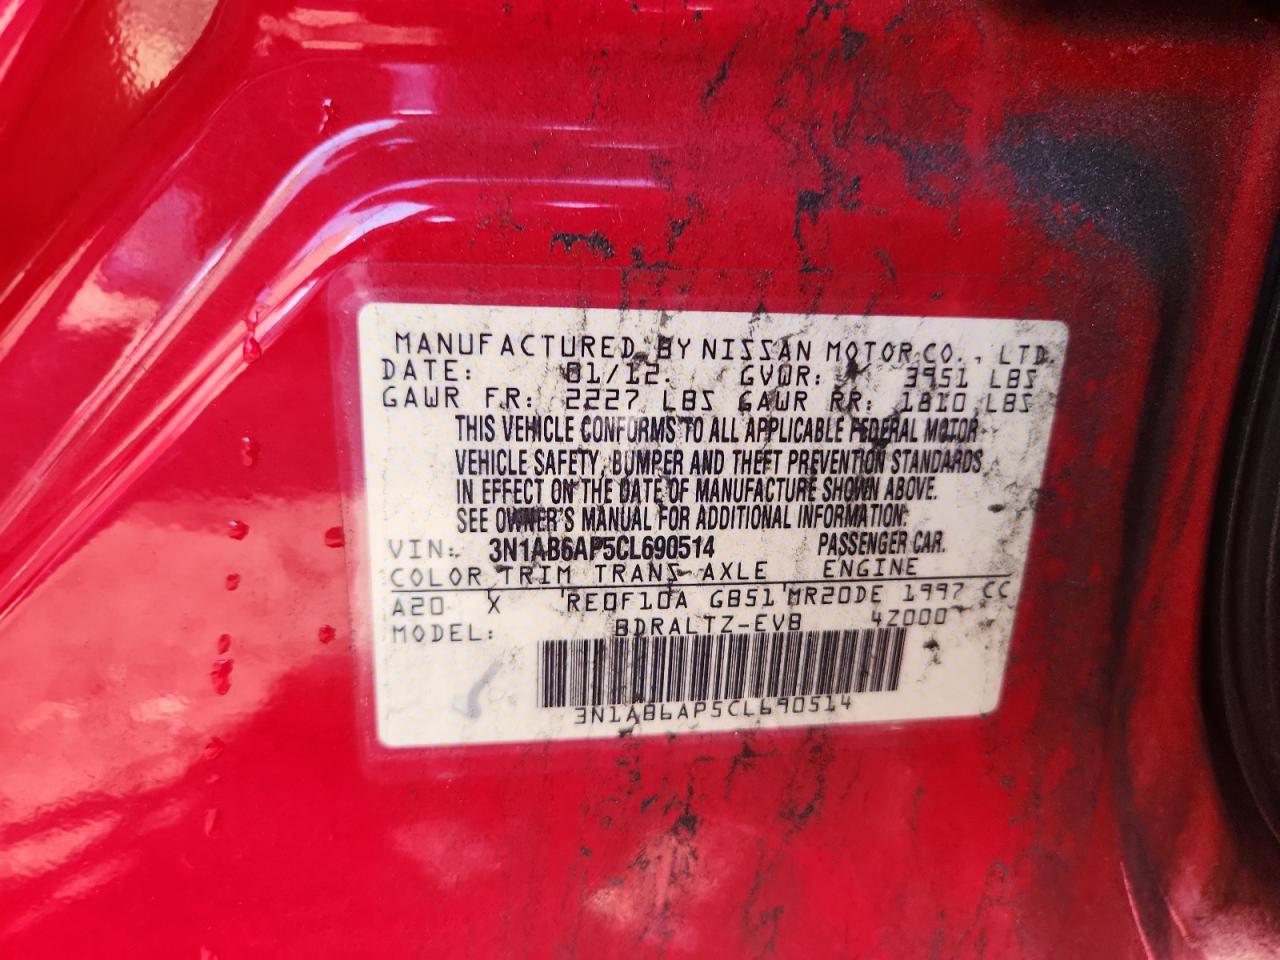 MANUFACTURED BY NISSAN MOTOR CO., LTD.
DATE: 01/12 GVWR: 3951 LBS
GAWR FR: 2227 LBS GAWR RR: 1810 LBS
THIS VEHICLE CONFORMS TO ALL APPLICABLE FEDERAL MOTOR
VEHICLE SAFETY, BUMPER AND THEFT PREVENTION STANDARDS
IN EFFECT ON THE DATE OF MANUFACTURE SHOWN ABOVE.
SEE OWNER'S MANUAL FOR ADDITIONAL INFORMATION.
VIN: 3N1AB6AP5CL690514 PASSENGER CAR.
COLOR TRIM TRANS AXLE ENGINE
A20 X RE0F10A GB51 MR20DE 1997 CC
MODEL: BDRALTZ-EVB 4Z000
3N1AB6AP5CL690514